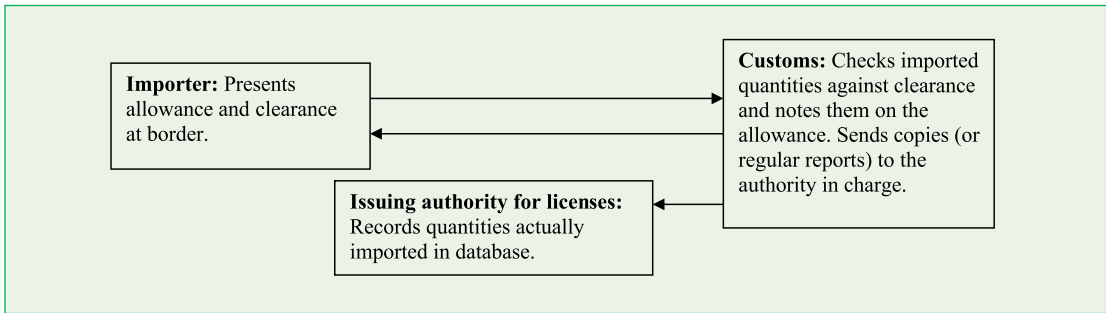 Importer: Presents
allowance and clearance
at border.
Customs: Checks imported
quantities against clearance
and notes them on the
allowance. Sends copies (or
regular reports) to the
authority in charge.
Issuing authority for licenses:
Records quantities actually
imported in database.